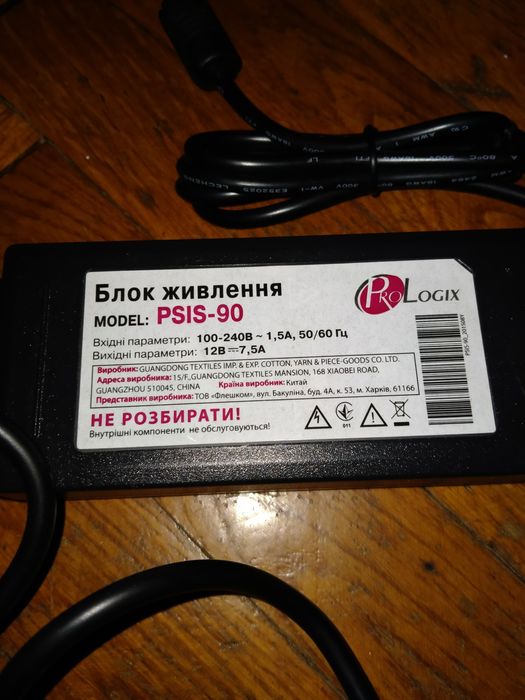 Блок живлення
MODEL: PSIS-90
PROLOGIX
Вхідні параметри: 100-240В ~ 1,5А, 50/60 Гц
Вихідні параметри: 12В 7,5А
Виробник: GUANGDONG TEXTILES IMP. & EXP. COTTON, YARN & PIECE-GOODS CO. LTD.
Адреса виробника: 15/F.,GUANGDONG TEXTILES MANSION, 168 XIAOBEI ROAD,
GUANGZHOU 510045, CHINA Країна виробник: Китай
Представник виробника: ТОВ «Флешком», вул. Бакуліна, буд. 4А, к. 53, м. Харків, 61166
НЕ РОЗБИРАТИ!
Внутрішні компоненти не обслуговуються!
011